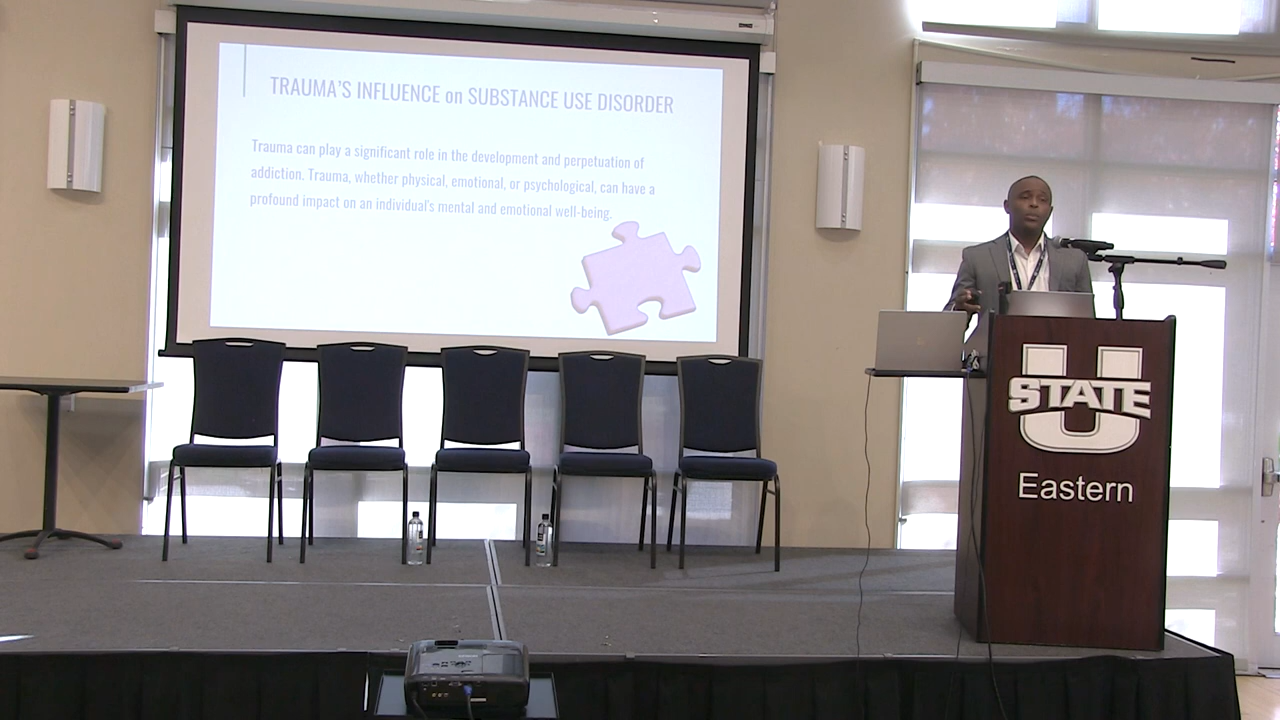 TRAUMA'S INFLUENCE on SUBSTANCE USE DISORDER
Trauma can play a significant role in the development and perpetuation of
addiction. Trauma, whether physical, emotional, or psychological, can have a
profound impact on an individual's mental and emotional well-being.
U
STATE
Eastern